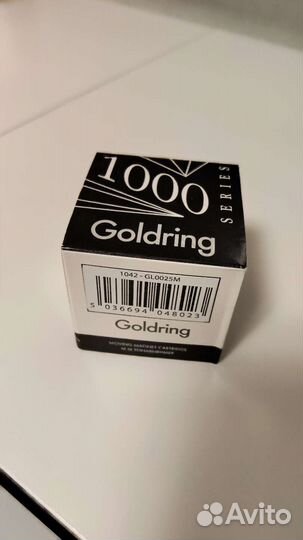 1000
SERIES
Goldring
1042 - GL0025M
5 036694 048023
Goldring
MOVING MAGNET CARTRIDGE
Avito